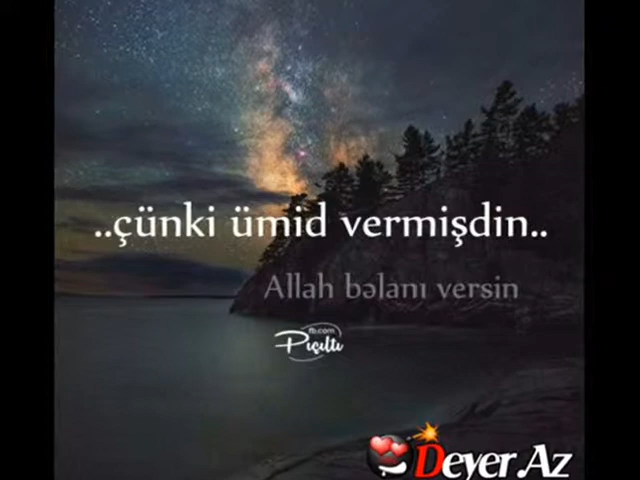 ..çünki ümid vermişdin..
Allah bəlanı versin
fb.com
Pıçıltı
Deyer.Az